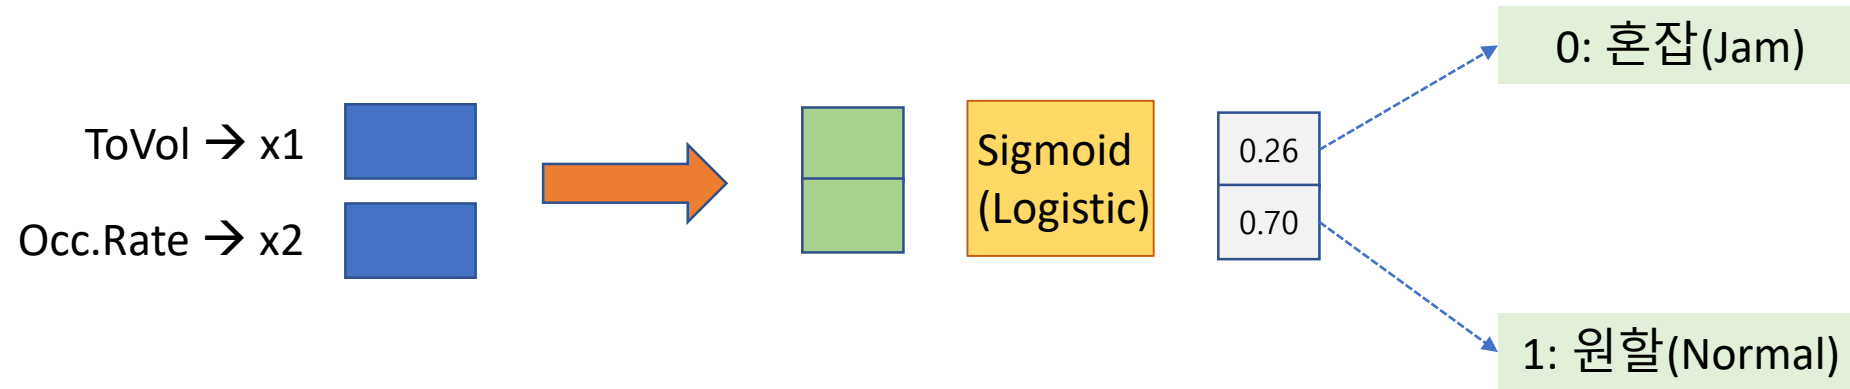 ToVol → x1
Occ.Rate → x2
Sigmoid
(Logistic)
0.26
0.70
0: 혼잡(Jam)
1: 원할(Normal)